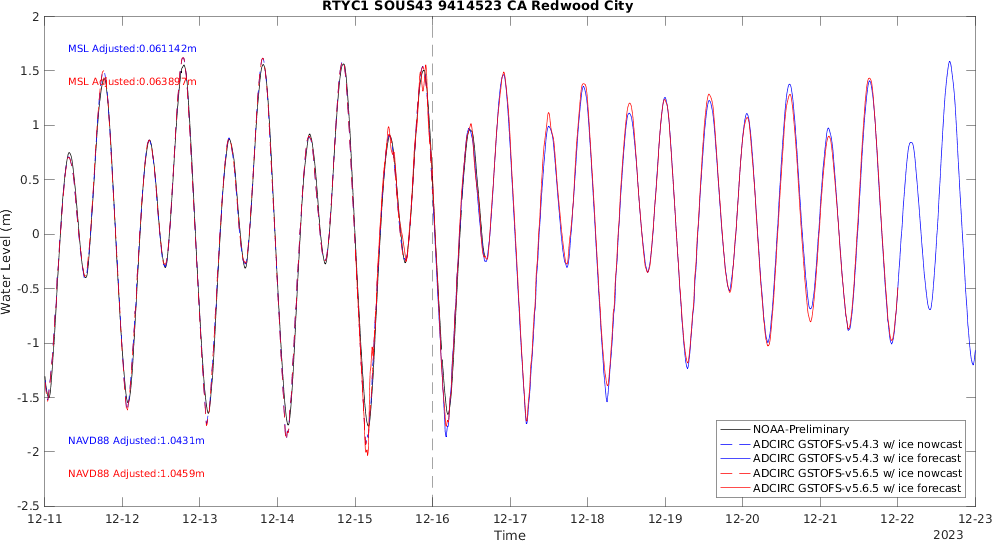 RTYC1 SOUS43 9414523 CA Redwood City
MSL Adjusted:0.061142m
MSL Adjusted:0.063897m
NAVD88 Adjusted:1.0431m
NAVD88 Adjusted:1.0459m
Water Level (m)
2
1.5
1
0.5
0
-0.5
-1
-1.5
-2
-2.5
NOAA-Preliminary
ADCIRC GSTOFS-v5.4.3 w/ ice nowcast
ADCIRC GSTOFS-v5.4.3 w/ ice forecast
ADCIRC GSTOFS-v5.6.5 w/ ice nowcast
ADCIRC GSTOFS-v5.6.5 w/ ice forecast
12-11 12-12 12-13 12-14 12-15 12-16 12-17 12-18 12-19 12-20 12-21 12-22 12-23
Time
2023